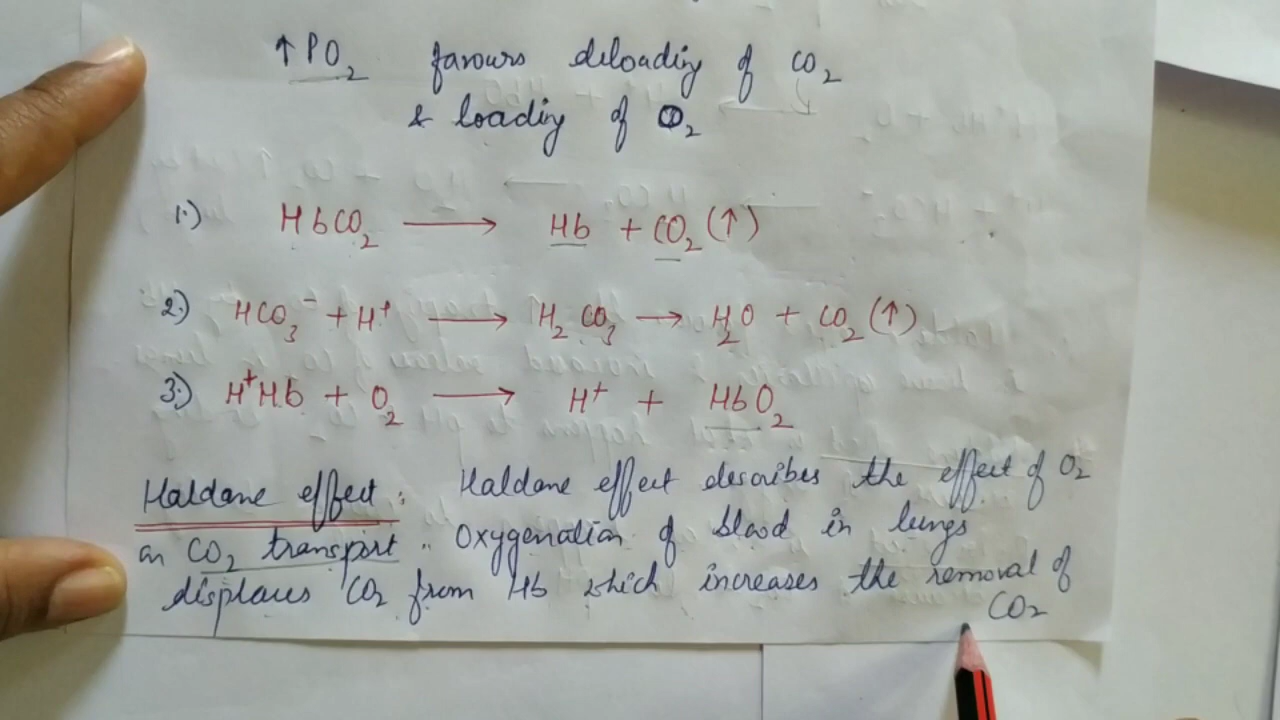 ↑PO₂ favours deloading of CO₂
& loading of O₂
1.) HbCO₂ → Hb + CO₂ (↑)
2.) HCO₃⁻ + H⁺ → H₂CO₃ → H₂O + CO₂ (↑)
3.) H⁺Hb + O₂ → H⁺ + HbO₂
Haldane effect : Haldane effect describes the effect of O₂
on CO₂ transport. Oxygenation of blood in lungs
displaces CO₂ from Hb which increases the removal of
CO₂